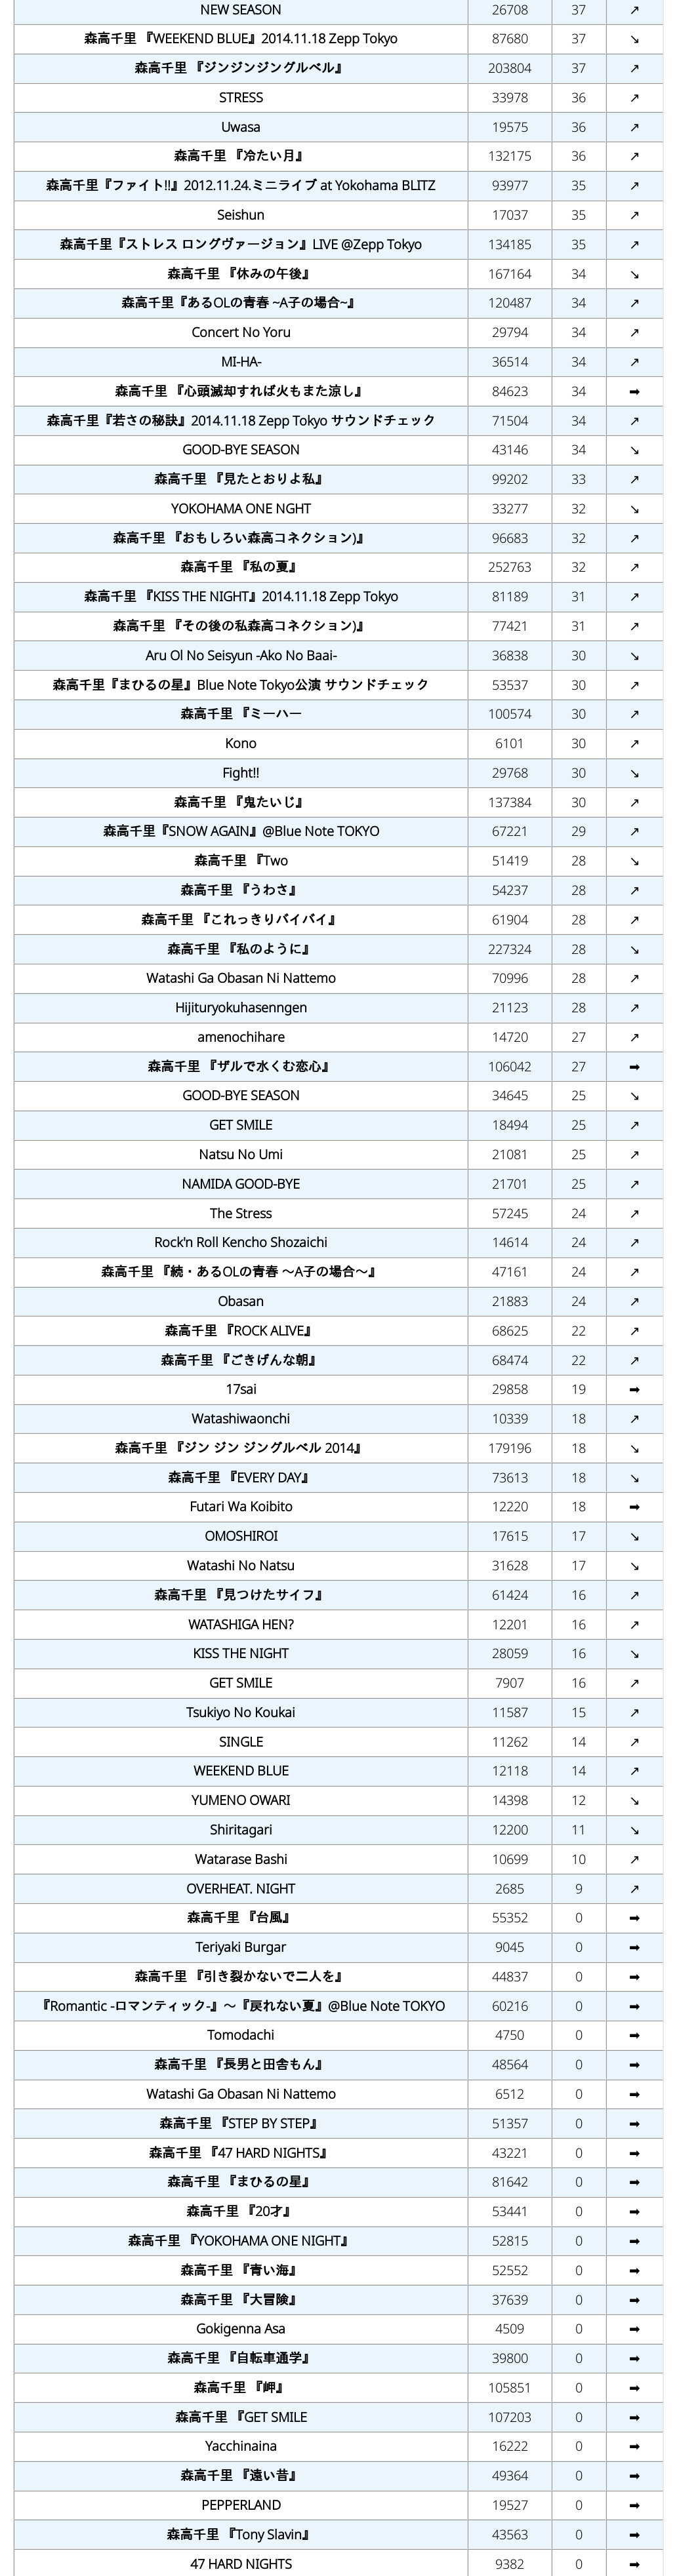 NEW SEASON 26708 37 ↗
森高千里 『WEEKEND BLUE』2014.11.18 Zepp Tokyo 87680 37 ↘
森高千里 『ジンジンジングルベル』 203804 37 ↗
STRESS 33978 36 ↗
Uwasa 19575 36 ↗
森高千里 『冷たい月』 132175 36 ↗
森高千里『ファイト!!』2012.11.24.ミニライブ at Yokohama BLITZ 93977 35 ↗
Seishun 17037 35 ↗
森高千里『ストレス ロングヴァージョン』LIVE @Zepp Tokyo 134185 35 ↗
森高千里 『休みの午後』 167164 34 ↘
森高千里『あるOLの青春 ~A子の場合~』 120487 34 ↗
Concert No Yoru 29794 34 ↗
MI-HA- 36514 34 ↗
森高千里 『心頭滅却すれば火もまた涼し』 84623 34 ➡
森高千里『若さの秘訣』2014.11.18 Zepp Tokyo サウンドチェック 71504 34 ↗
GOOD-BYE SEASON 43146 34 ↘
森高千里 『見たとおりよ私』 99202 33 ↗
YOKOHAMA ONE NGHT 33277 32 ↘
森高千里 『おもしろい森高コネクション)』 96683 32 ↗
森高千里 『私の夏』 252763 32 ↗
森高千里 『KISS THE NIGHT』2014.11.18 Zepp Tokyo 81189 31 ↗
森高千里 『その後の私森高コネクション)』 77421 31 ↗
Aru Ol No Seisyun -Ako No Baai- 36838 30 ↘
森高千里『まひるの星』Blue Note Tokyo公演 サウンドチェック 53537 30 ↗
森高千里 『ミーハー 100574 30 ↗
Kono 6101 30 ↗
Fight!! 29768 30 ↘
森高千里 『鬼たいじ』 137384 30 ↗
森高千里『SNOW AGAIN』@Blue Note TOKYO 67221 29 ↗
森高千里 『Two 51419 28 ↘
森高千里 『うわさ』 54237 28 ↗
森高千里 『これっきりバイバイ』 61904 28 ↗
森高千里 『私のように』 227324 28 ↘
Watashi Ga Obasan Ni Nattemo 70996 28 ↗
Hijituryokuhasenngen 21123 28 ↗
amenochihare 14720 27 ↗
森高千里 『ザルで水くむ恋心』 106042 27 ➡
GOOD-BYE SEASON 34645 25 ↘
GET SMILE 18494 25 ↗
Natsu No Umi 21081 25 ↗
NAMIDA GOOD-BYE 21701 25 ↗
The Stress 57245 24 ↗
Rock'n Roll Kencho Shozaichi 14614 24 ↗
森高千里 『続・あるOLの青春 〜A子の場合〜』 47161 24 ↗
Obasan 21883 24 ↗
森高千里 『ROCK ALIVE』 68625 22 ↗
森高千里 『ごきげんな朝』 68474 22 ↗
17sai 29858 19 ➡
Watashiwaonchi 10339 18 ↗
森高千里 『ジン ジン ジングルベル 2014』 179196 18 ↘
森高千里 『EVERY DAY』 73613 18 ↘
Futari Wa Koibito 12220 18 ➡
OMOSHIROI 17615 17 ↘
Watashi No Natsu 31628 17 ↘
森高千里 『見つけたサイフ』 61424 16 ↗
WATASHIGA HEN? 12201 16 ↗
KISS THE NIGHT 28059 16 ↘
GET SMILE 7907 16 ↗
Tsukiyo No Koukai 11587 15 ↗
SINGLE 11262 14 ↗
WEEKEND BLUE 12118 14 ↗
YUMENO OWARI 14398 12 ↘
Shiritagari 12200 11 ↘
Watarase Bashi 10699 10 ↗
OVERHEAT. NIGHT 2685 9 ↗
森高千里 『台風』 55352 0 ➡
Teriyaki Burgar 9045 0 ➡
森高千里 『引き裂かないで二人を』 44837 0 ➡
『Romantic -ロマンティック-』〜『戻れない夏』@Blue Note TOKYO 60216 0 ➡
Tomodachi 4750 0 ➡
森高千里 『長男と田舎もん』 48564 0 ➡
Watashi Ga Obasan Ni Nattemo 6512 0 ➡
森高千里 『STEP BY STEP』 51357 0 ➡
森高千里 『47 HARD NIGHTS』 43221 0 ➡
森高千里 『まひるの星』 81642 0 ➡
森高千里 『20才』 53441 0 ➡
森高千里 『YOKOHAMA ONE NIGHT』 52815 0 ➡
森高千里 『青い海』 52552 0 ➡
森高千里 『大冒険』 37639 0 ➡
Gokigenna Asa 4509 0 ➡
森高千里 『自転車通学』 39800 0 ➡
森高千里 『岬』 105851 0 ➡
森高千里 『GET SMILE 107203 0 ➡
Yacchinaina 16222 0 ➡
森高千里 『遠い昔』 49364 0 ➡
PEPPERLAND 19527 0 ➡
森高千里 『Tony Slavin』 43563 0 ➡
47 HARD NIGHTS 9382 0 ➡